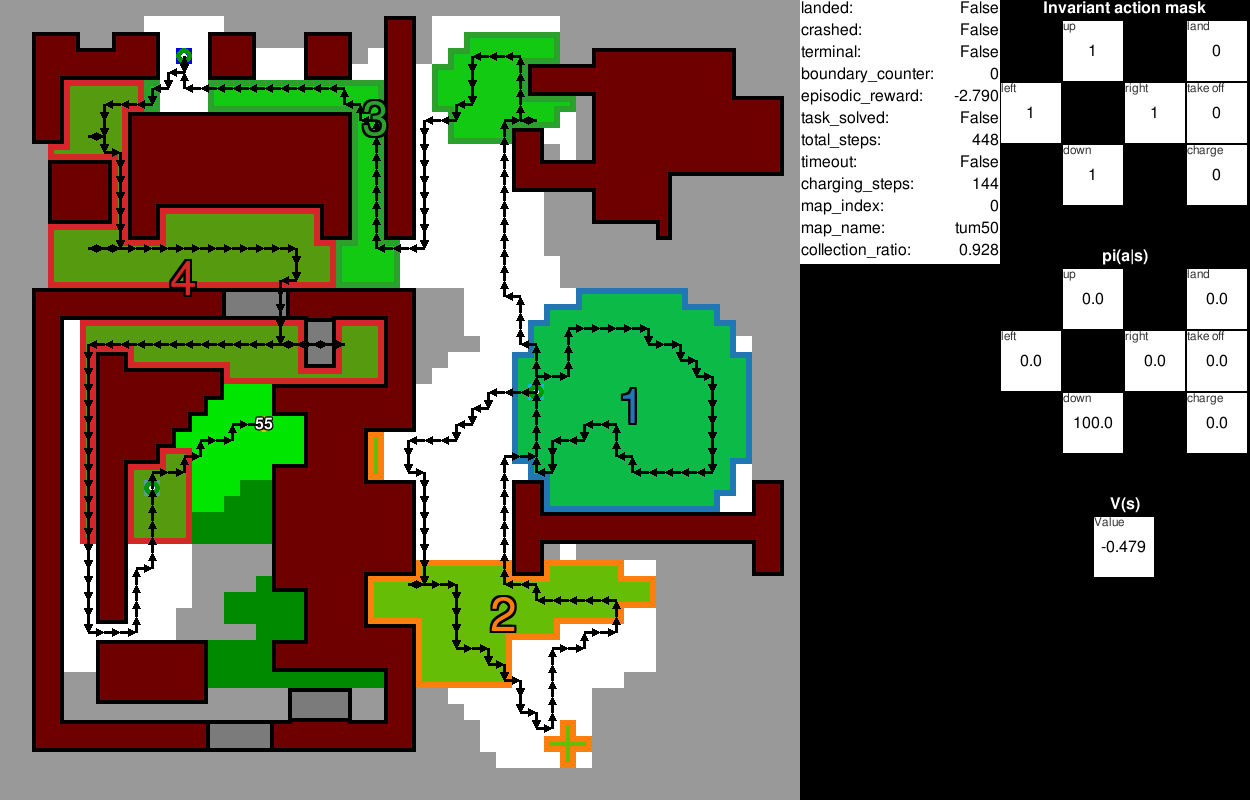 landed: False
crashed: False
terminal: False
boundary_counter: 0
episodic_reward: -2.790
task_solved: False
total_steps: 448
timeout: False
charging_steps: 144
map_index: 0
map_name: tum50
collection_ratio: 0.928
Invariant action mask
up land
1 0
left right take off
1 1 0
down charge
1 0
pi(a|s)
up land
0.0 0.0
left right take off
0.0 0.0 0.0
down charge
100.0 0.0
V(s)
Value
-0.479
3
4
1
55
2